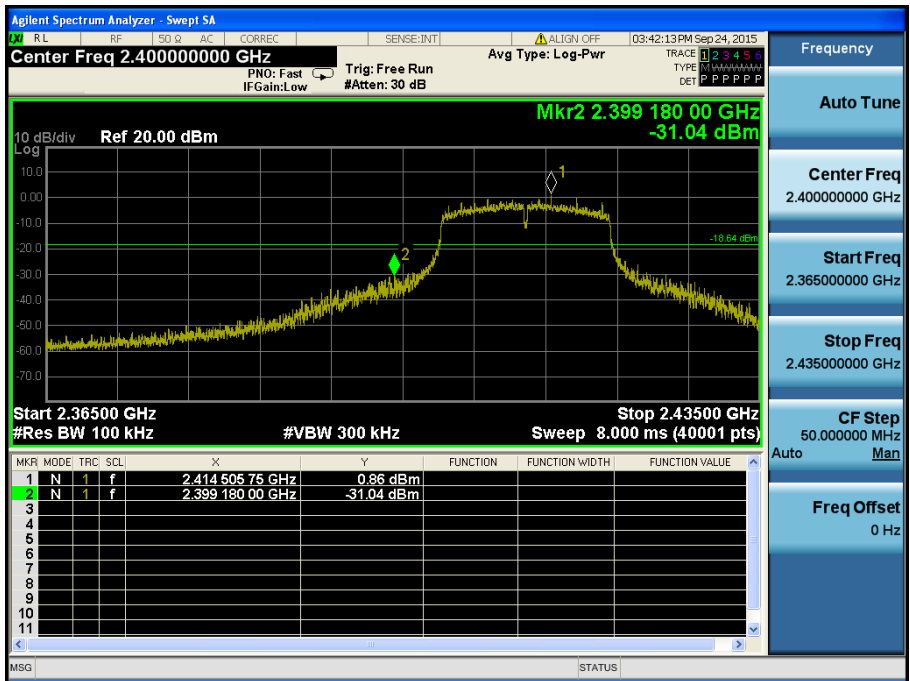 Agilent Spectrum Analyzer - Swept SA
LXI RL RF 50 Ω AC CORREC SENSE:INT ALIGN OFF 03:42:13 PM Sep 24, 2015
Center Freq 2.400000000 GHz
PNO: Fast
IFGain:Low
Trig: Free Run
#Atten: 30 dB
Avg Type: Log-Pwr
TRACE 1 2 3 4 5 6
TYPE M W W W W W
DET P P P P P P
Frequency
Auto Tune
Center Freq
2.400000000 GHz
Start Freq
2.365000000 GHz
Stop Freq
2.435000000 GHz
CF Step
50.000000 MHz
Auto Man
Freq Offset
0 Hz
Mkr2 2.399 180 00 GHz
-31.04 dBm
10 dB/div Ref 20.00 dBm
Log
10.0
0.00
-10.0
-20.0
-30.0
-40.0
-50.0
-60.0
-70.0
1
2
-18.64 dBm
Start 2.36500 GHz Stop 2.43500 GHz
#Res BW 100 kHz #VBW 300 kHz Sweep 8.000 ms (40001 pts)
MKR MODE TRC SCL X Y FUNCTION FUNCTION WIDTH FUNCTION VALUE
1 N 1 f 2.414 505 75 GHz 0.86 dBm
2 N 1 f 2.399 180 00 GHz -31.04 dBm
3
4
5
6
7
8
9
10
11
MSG STATUS